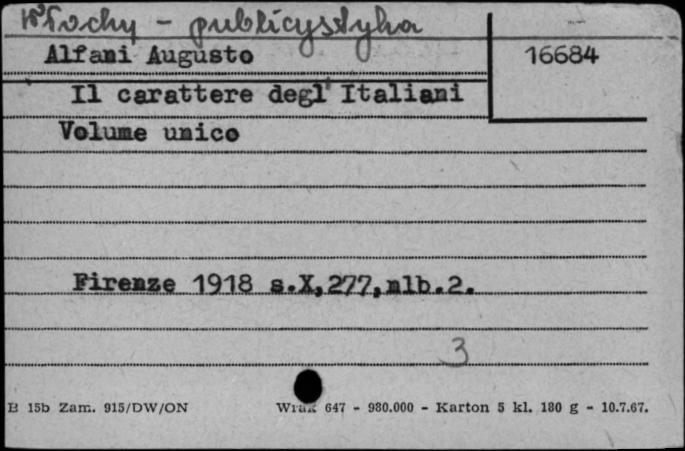 Włochy - publicystyka
Alfani Augusto
16684
Il carattere degl' Italiani
Volume unico
Firenze 1918 s.X,277,nlb.2.
3
B 15b Zam. 915/DW/ON Wrak 647 - 980.000 - Karton 5 kl. 180 g - 10.7.67.